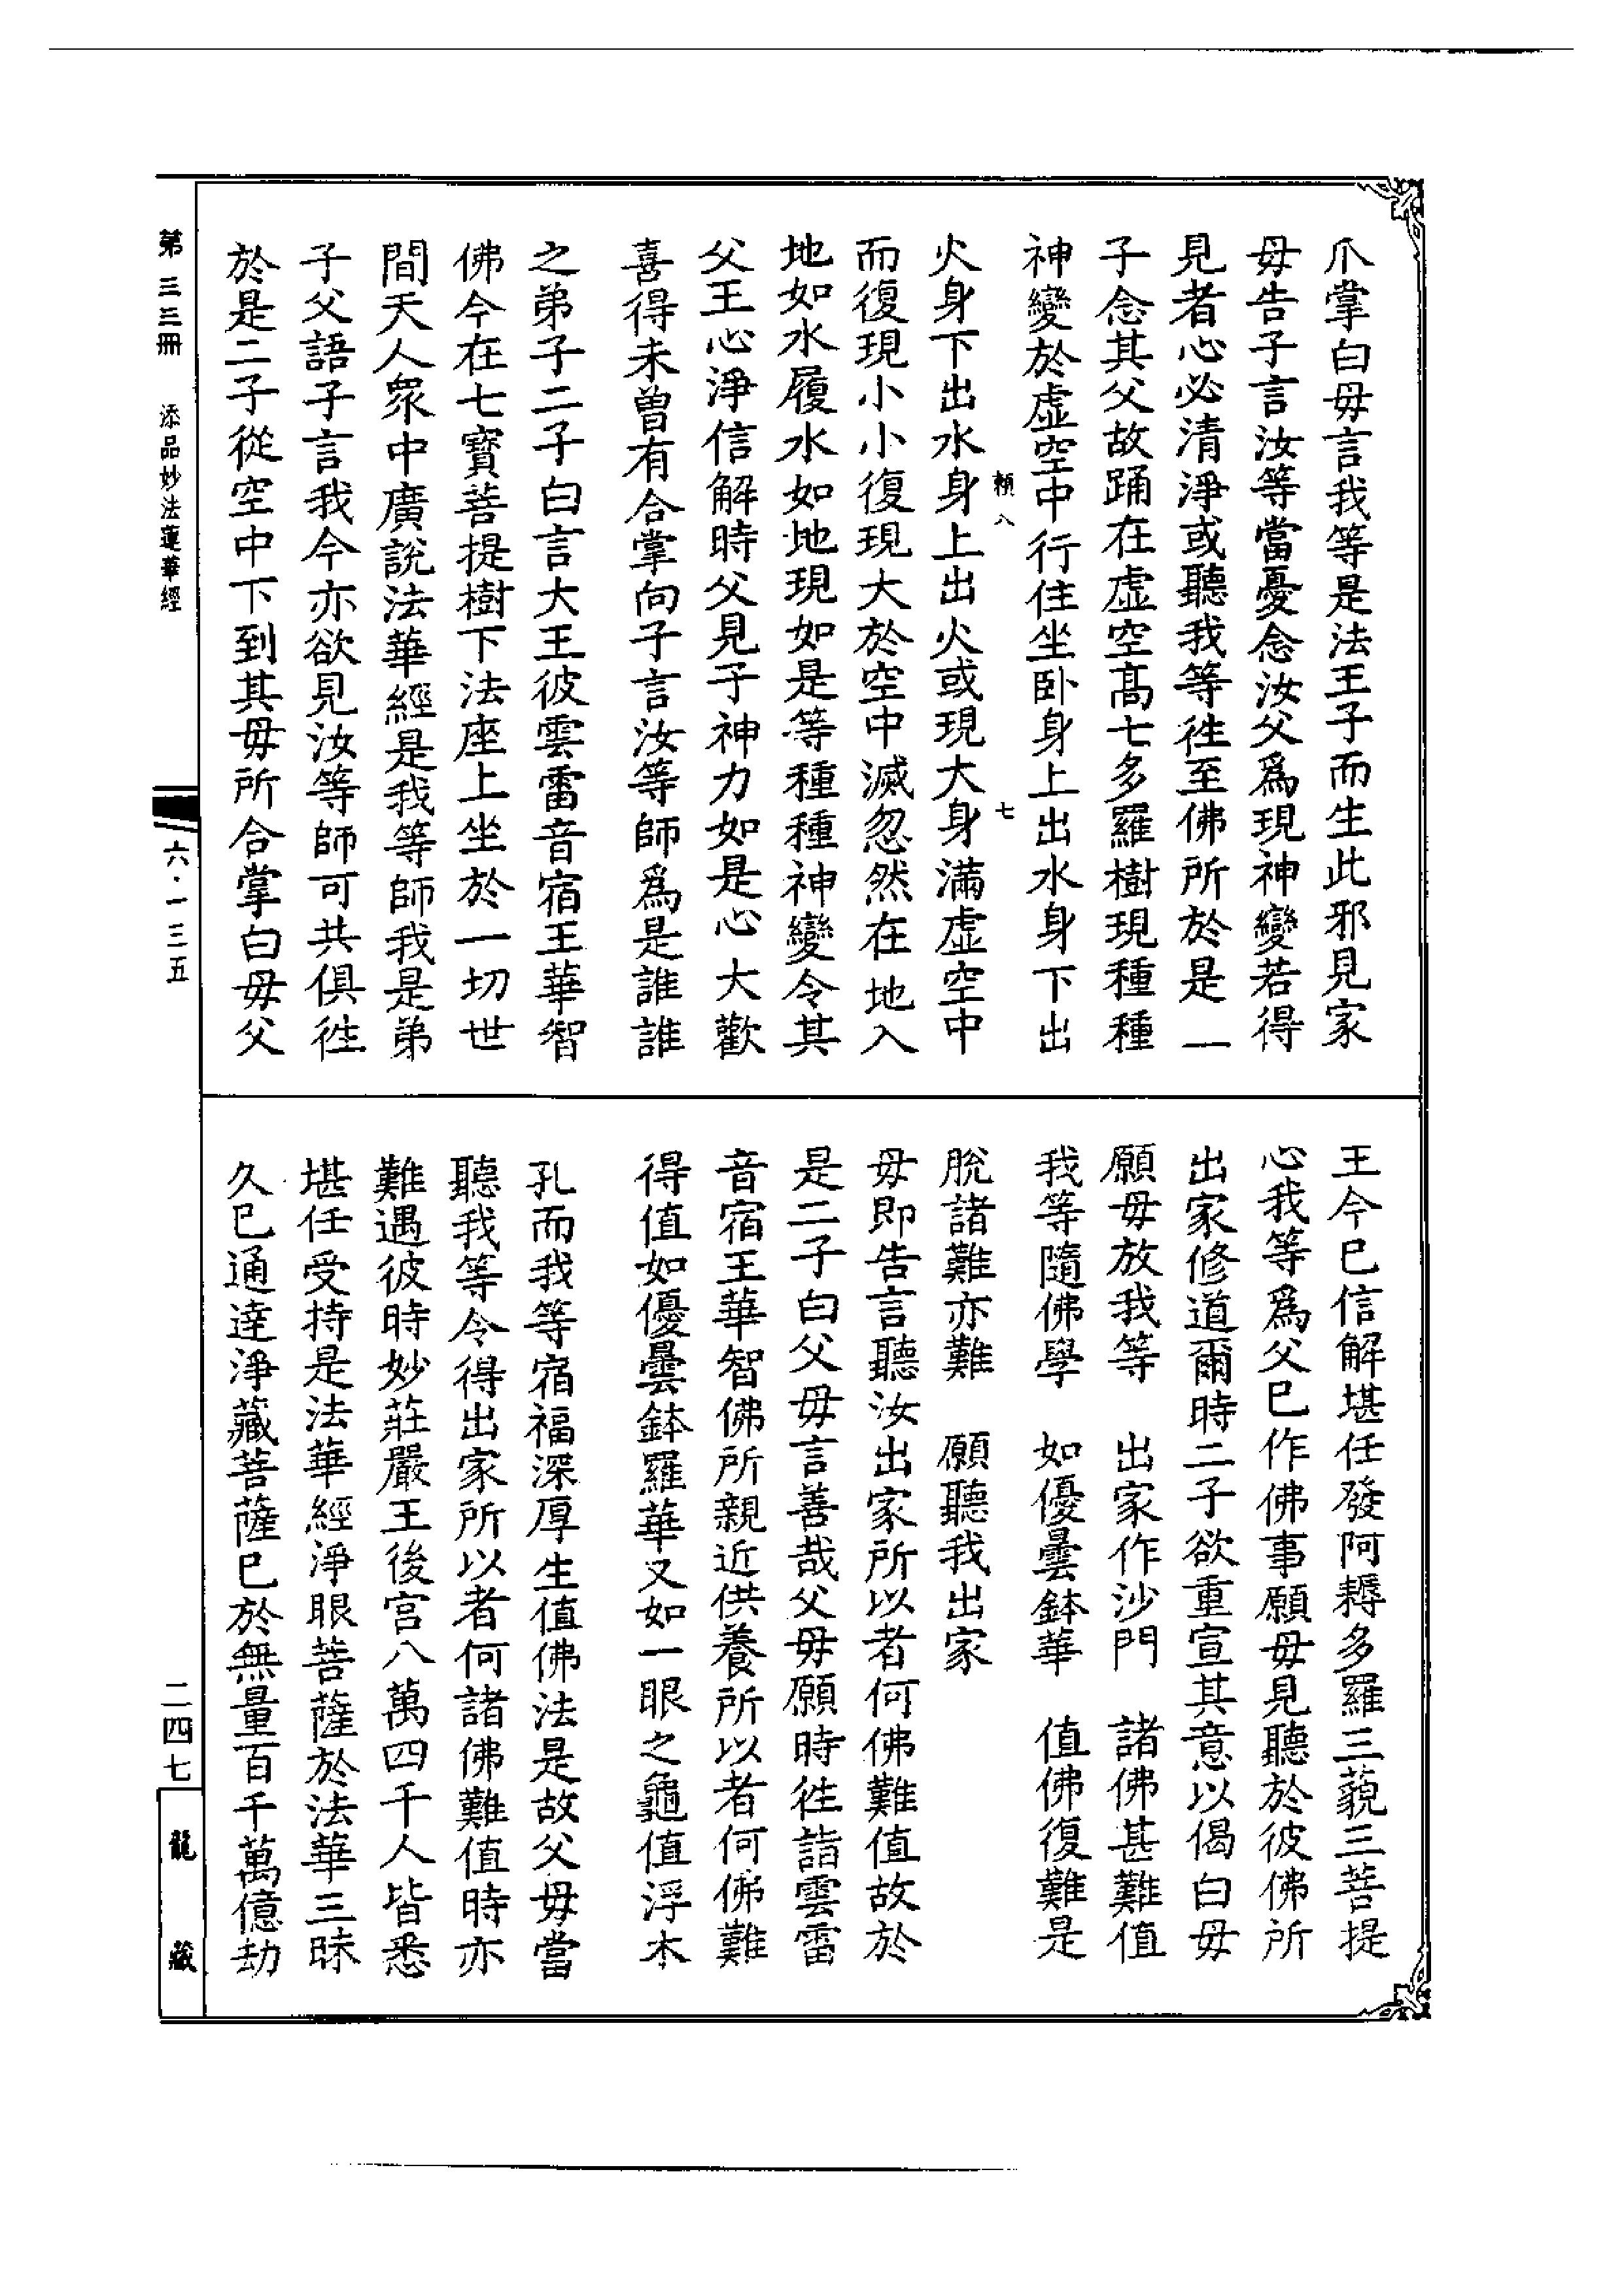 爪掌白毋言我等是法王子而生此邪見家
毋告子言汝等當憂念汝父爲現神變若得
見者心必清淨或聽我等徃至佛所於是一
子念其父故踊在虛空高七多羅樹現種種
神變於虛空中行住坐卧身上出水身下出
頼入 七
火身下出水身上出火或現大身滿虛空中
而復現小小復現大於空中滅忽然在地入
地如水履水如地現如是等種種神變令其
父王心淨信解時父見子神力如是心大歡
喜得未曾有合掌向子言汝等師爲是誰誰
之弟子二子白言大王彼雲雷音宿王華智
佛今在七寶菩提樹下法座上坐於一切世
間天人衆中廣說法華經是我等師我是弟
子父語子言我今亦欲見汝等師可共俱徃
於是二子從空中下到其毋所合掌白毋父
王今已信解堪任發阿耨多羅三藐三菩提
心我等爲父已作佛事願毋見聽於彼佛所
出家修道爾時二子欲重宣其意以偈白毋
願毋放我等 出家作沙門 諸佛甚難值
我等隨佛學 如優曇鉢華 值佛復難是
脫諸難亦難 願聽我出家
毋即告言聽汝出家所以者何佛難值故於
是二子白父毋言善哉父毋願時徃詣雲雷
音宿王華智佛所親近供養所以者何佛難
得值如優曇鉢羅華又如一眼之龜值浮木
孔而我等宿福深厚生值佛法是故父毋當
聽我等令得出家所以者何諸佛難值時亦
難遇彼時妙莊嚴王後宮八萬四千人皆悉
堪任受持是法華經淨眼菩薩於法華三昧
久已通達淨藏菩薩已於無量百千萬億劫
第三三冊 添品妙法蓮華經
六·一三五
二四七
龍藏